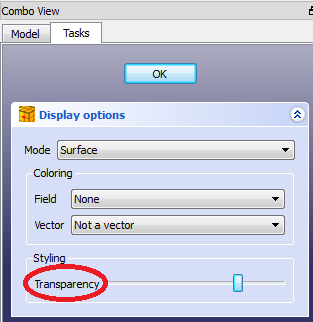 Combo View
Model Tasks
OK
Display options
Mode Surface
Coloring
Field None
Vector Not a vector
Styling
Transparency